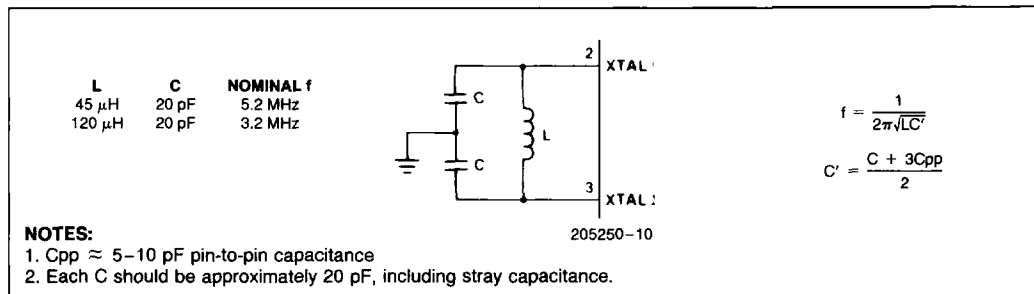 L C NOMINAL f
45 μH 20 pF 5.2 MHz
120 μH 20 pF 3.2 MHz
2
XTAL
C
L
C
3
XTAL
205250-10
f = 1 / 2π√LC'
C' = C + 3Cpp / 2
NOTES:
1. Cpp ≈ 5–10 pF pin-to-pin capacitance
2. Each C should be approximately 20 pF, including stray capacitance.